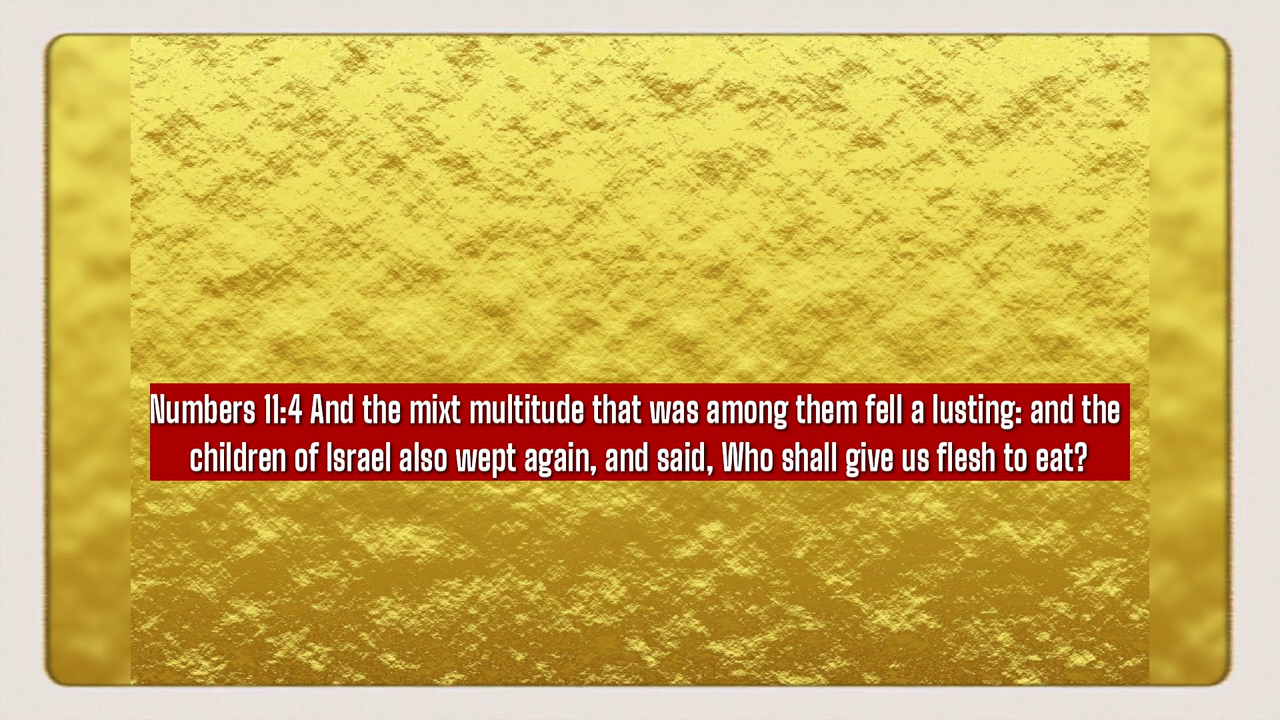 Numbers 11:4 And the mixt multitude that was among them fell a lusting: and the
children of Israel also wept again, and said, Who shall give us flesh to eat?